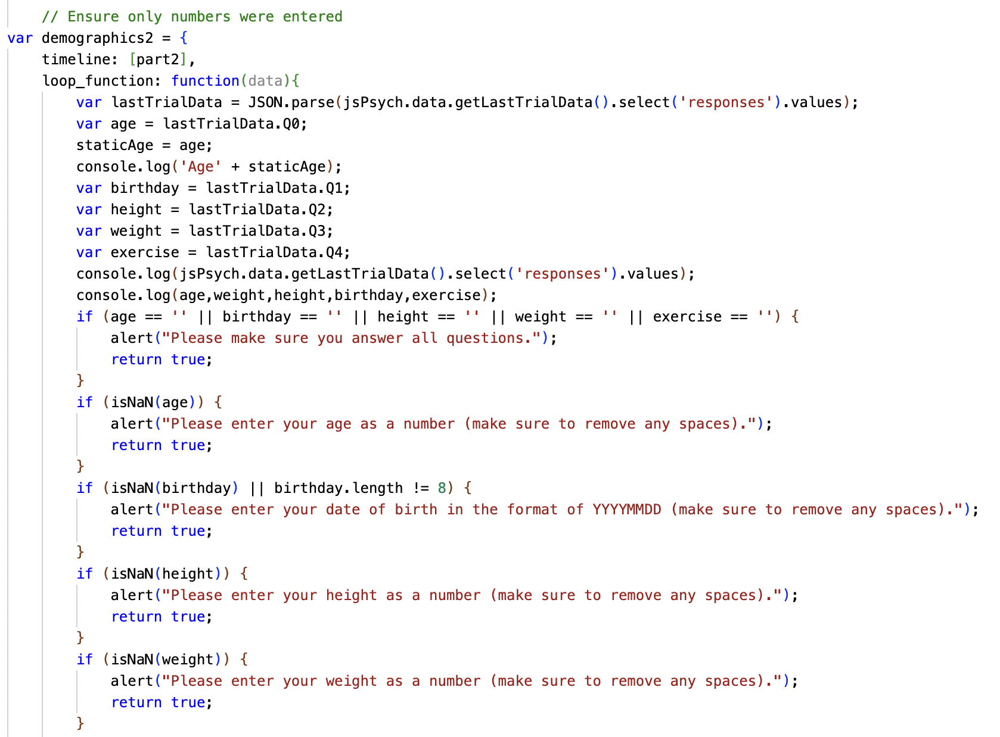 // Ensure only numbers were entered
var demographics2 = {
timeline: [part2],
loop_function: function(data){
var lastTrialData = JSON.parse(jsPsych.data.getLastTrialData().select('responses').values);
var age = lastTrialData.Q0;
staticAge = age;
console.log('Age' + staticAge);
var birthday = lastTrialData.Q1;
var height = lastTrialData.Q2;
var weight = lastTrialData.Q3;
var exercise = lastTrialData.Q4;
console.log(jsPsych.data.getLastTrialData().select('responses').values);
console.log(age,weight,height,birthday,exercise);
if (age == '' || birthday == '' || height == '' || weight == '' || exercise == '') {
alert("Please make sure you answer all questions.");
return true;
}
if (isNaN(age)) {
alert("Please enter your age as a number (make sure to remove any spaces).");
return true;
}
if (isNaN(birthday) || birthday.length != 8) {
alert("Please enter your date of birth in the format of YYYYMMDD (make sure to remove any spaces).");
return true;
}
if (isNaN(height)) {
alert("Please enter your height as a number (make sure to remove any spaces).");
return true;
}
if (isNaN(weight)) {
alert("Please enter your weight as a number (make sure to remove any spaces).");
return true;
}